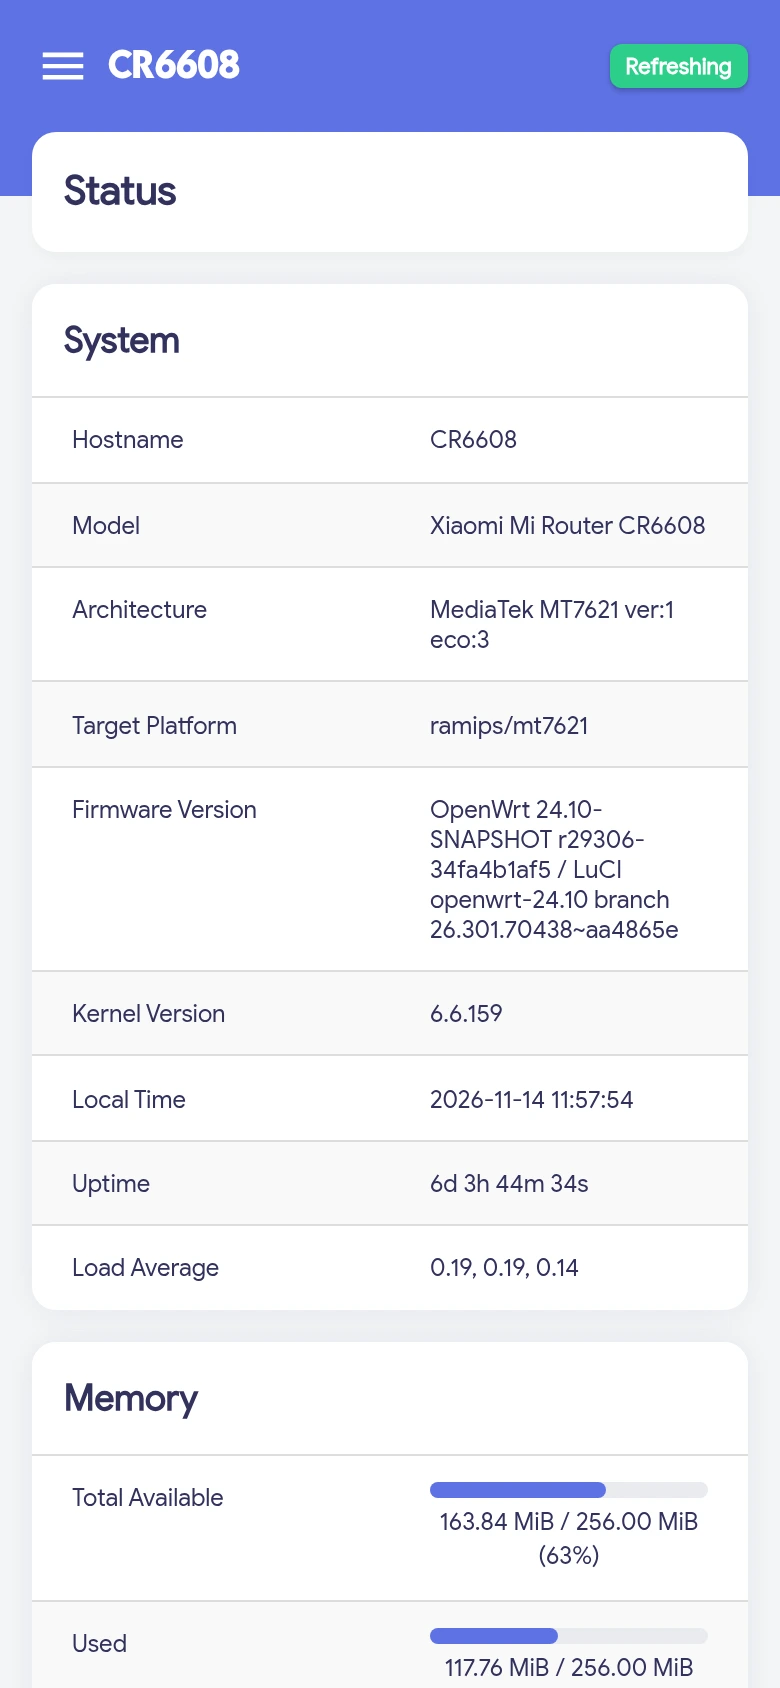 CR6608
Refreshing
Status
System
Hostname
CR6608
Model
Xiaomi Mi Router CR6608
Architecture
MediaTek MT7621 ver:1
eco:3
Target Platform
ramips/mt7621
Firmware Version
OpenWrt 24.10-
SNAPSHOT r29306-
34fa4b1af5 / LuCI
openwrt-24.10 branch
26.301.70438~aa4865e
Kernel Version
6.6.159
Local Time
2026-11-14 11:57:54
Uptime
6d 3h 44m 34s
Load Average
0.19, 0.19, 0.14
Memory
Total Available
163.84 MiB / 256.00 MiB
(63%)
Used
117.76 MiB / 256.00 MiB